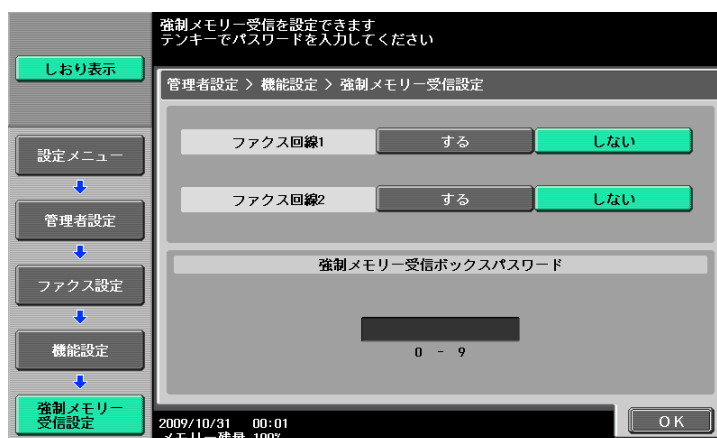 強制メモリー受信を設定できます
テンキーでパスワードを入力してください
しおり表示
管理者設定 > 機能設定 > 強制メモリー受信設定
設定メニュー
管理者設定
ファクス設定
機能設定
強制メモリー
受信設定
ファクス回線1 する しない
ファクス回線2 する しない
強制メモリー受信ボックスパスワード
0 - 9
2009/10/31 00:01
メモリー残量 100%
OK